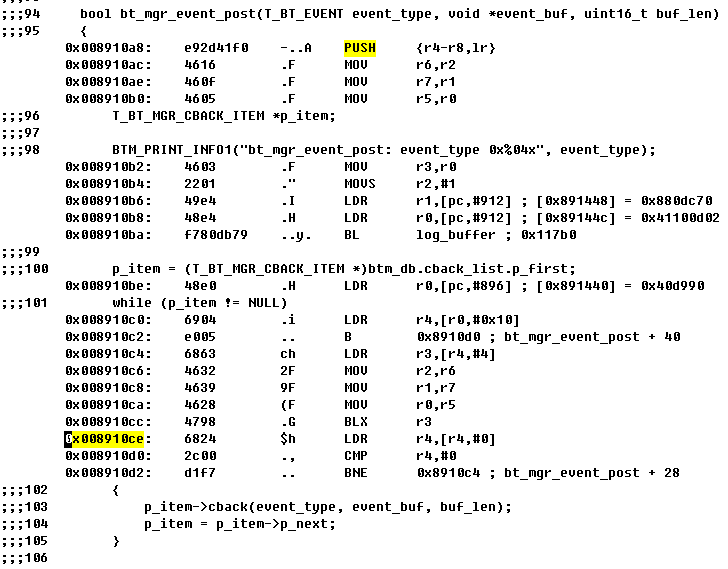 ;;;94     bool bt_mgr_event_post(T_BT_EVENT event_type, void *event_buf, uint16_t buf_len)
;;;95     {
0x008910a8:    e92d41f0    -..A    PUSH     {r4-r8,lr}
0x008910ac:    4616        .F      MOV      r6,r2
0x008910ae:    460f        .F      MOV      r7,r1
0x008910b0:    4605        .F      MOV      r5,r0
;;;96         T_BT_MGR_CBACK_ITEM *p_item;
;;;97
;;;98         BTM_PRINT_INFO1("bt_mgr_event_post: event_type 0x%04x", event_type);
0x008910b2:    4603        .F      MOV      r3,r0
0x008910b4:    2201        ."      MOVS     r2,#1
0x008910b6:    49e4        .I      LDR      r1,[pc,#912] ; [0x891448] = 0x880dc70
0x008910b8:    48e4        .H      LDR      r0,[pc,#912] ; [0x89144c] = 0x41100d02
0x008910ba:    f780db79    ..y.    BL       log_buffer ; 0x117b0
;;;99
;;;100        p_item = (T_BT_MGR_CBACK_ITEM *)btm_db.cback_list.p_first;
0x008910be:    48e0        .H      LDR      r0,[pc,#896] ; [0x891440] = 0x40d990
;;;101        while (p_item != NULL)
0x008910c0:    6904        .i      LDR      r4,[r0,#0x10]
0x008910c2:    e005        ..      B        0x8910d0 ; bt_mgr_event_post + 40
0x008910c4:    6863        ch      LDR      r3,[r4,#4]
0x008910c6:    4632        2F      MOV      r2,r6
0x008910c8:    4639        9F      MOV      r1,r7
0x008910ca:    4628        (F      MOV      r0,r5
0x008910cc:    4798        .G      BLX      r3
0x008910ce:    6824        $h      LDR      r4,[r4,#0]
0x008910d0:    2c00        .,      CMP      r4,#0
0x008910d2:    d1f7        ..      BNE      0x8910c4 ; bt_mgr_event_post + 28
;;;102        {
;;;103            p_item->cback(event_type, event_buf, buf_len);
;;;104            p_item = p_item->p_next;
;;;105        }
;;;106